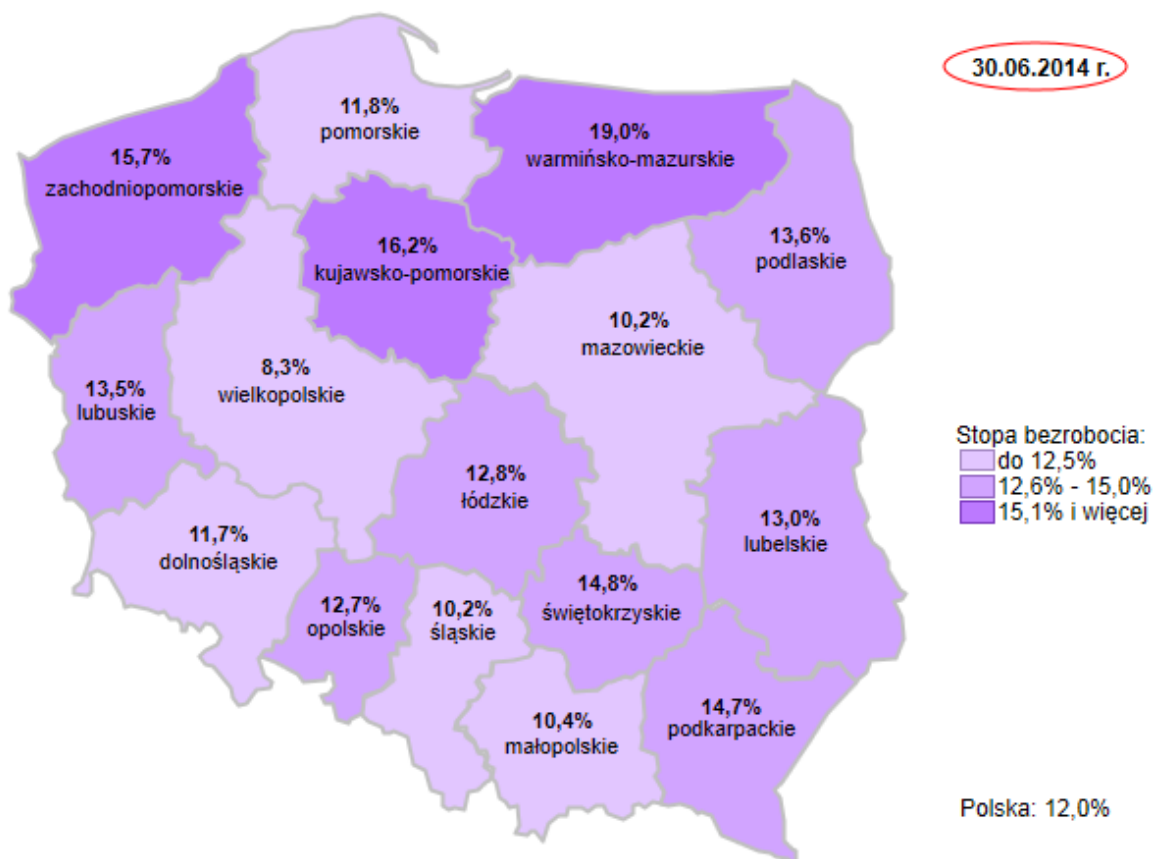 30.06.2014 r.
11,8%
pomorskie
19,0%
warmińsko-mazurskie
15,7%
zachodniopomorskie
16,2%
kujawsko-pomorskie
13,6%
podlaskie
10,2%
mazowieckie
8,3%
wielkopolskie
13,5%
lubuskie
12,8%
łódzkie
13,0%
lubelskie
11,7%
dolnośląskie
12,7%
opolskie
10,2%
śląskie
14,8%
świętokrzyskie
10,4%
małopolskie
14,7%
podkarpackie
Stopa bezrobocia:
do 12,5%
12,6% - 15,0%
15,1% i więcej
Polska: 12,0%